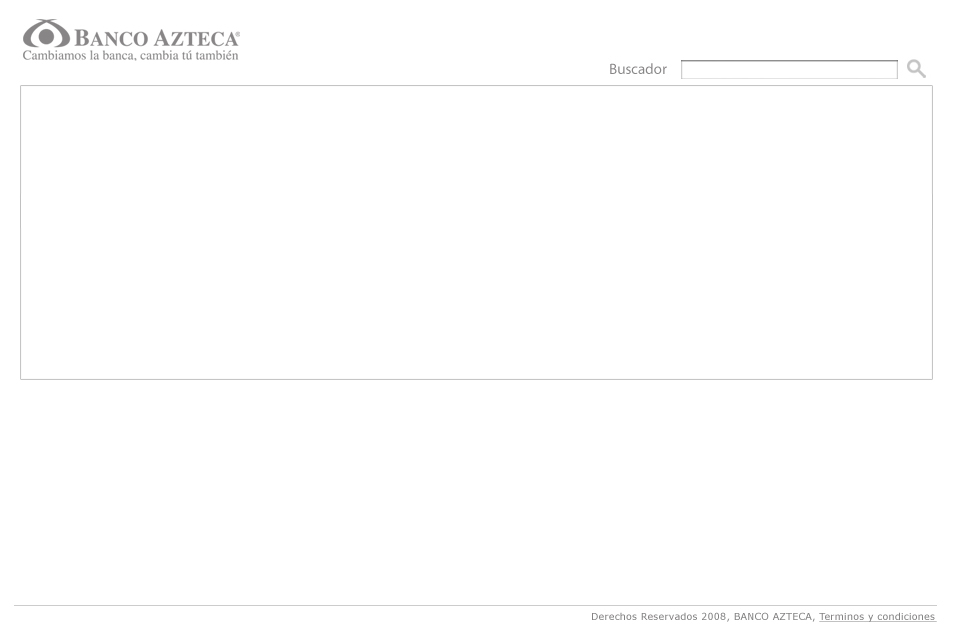 BANCO AZTECA®
Cambiamos la banca, cambia tú también
Buscador
Derechos Reservados 2008, BANCO AZTECA, Terminos y condiciones